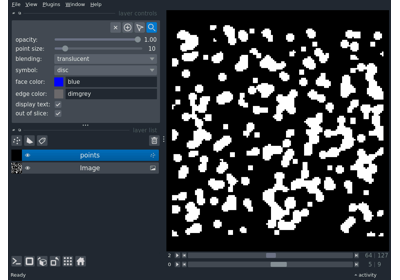 File View Plugins Window Help
layer controls
opacity: 1.00
point size: 10
blending: translucent
symbol: disc
face color: blue
edge color: dimgrey
display text:
out of slice:
layer list
points
Image
2 64 127
0 5 9
Ready activity